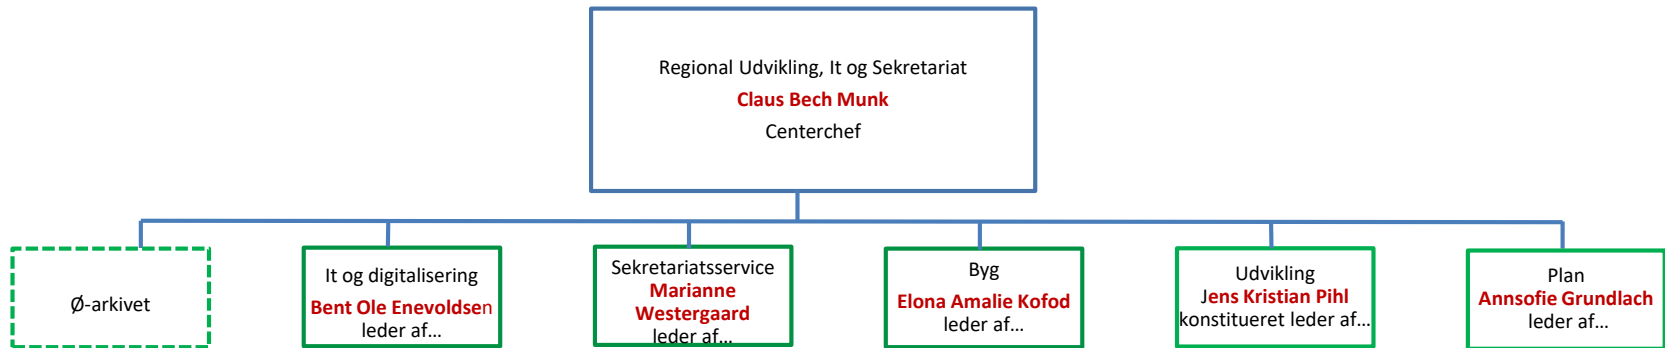 Regional Udvikling, It og Sekretariat
Claus Bech Munk
Centerchef
Ø-arkivet
It og digitalisering
Bent Ole Enevoldsen
leder af...
Sekretariatsservice
Marianne
Westergaard
leder af...
Byg
Elona Amalie Kofod
leder af...
Udvikling
Jens Kristian Pihl
konstitueret leder af...
Plan
Annsofie Grundlach
leder af...